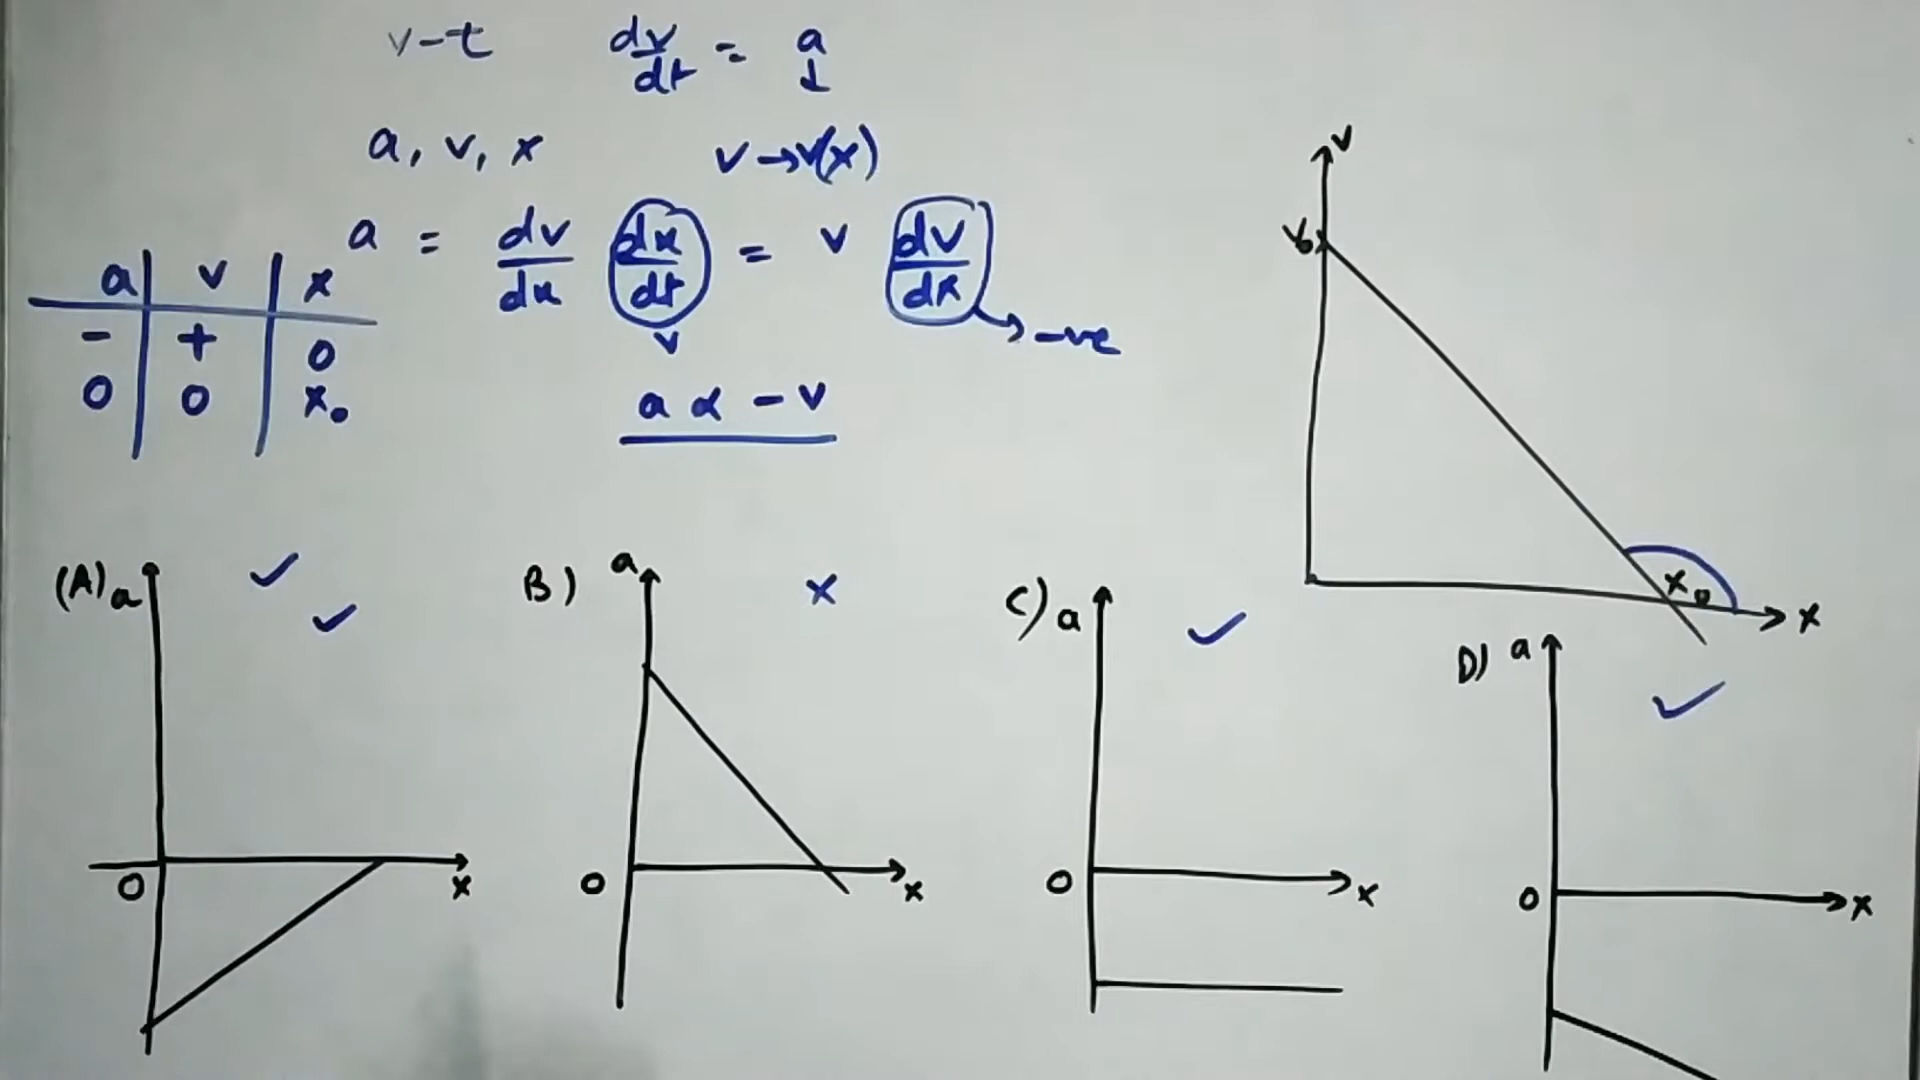 v-t dv/dt = a
a, v, x v→v(x)
a = dv/dx dx/dt = v dv/dx
v → -ve
a ∝ -v
a v x
- + 0
0 0 x₀
v
v₀
x₀ x
(A) a ✓ ✓
0 x
B) a x
0 x
C) a ✓
0 x
D) a ✓
0 x